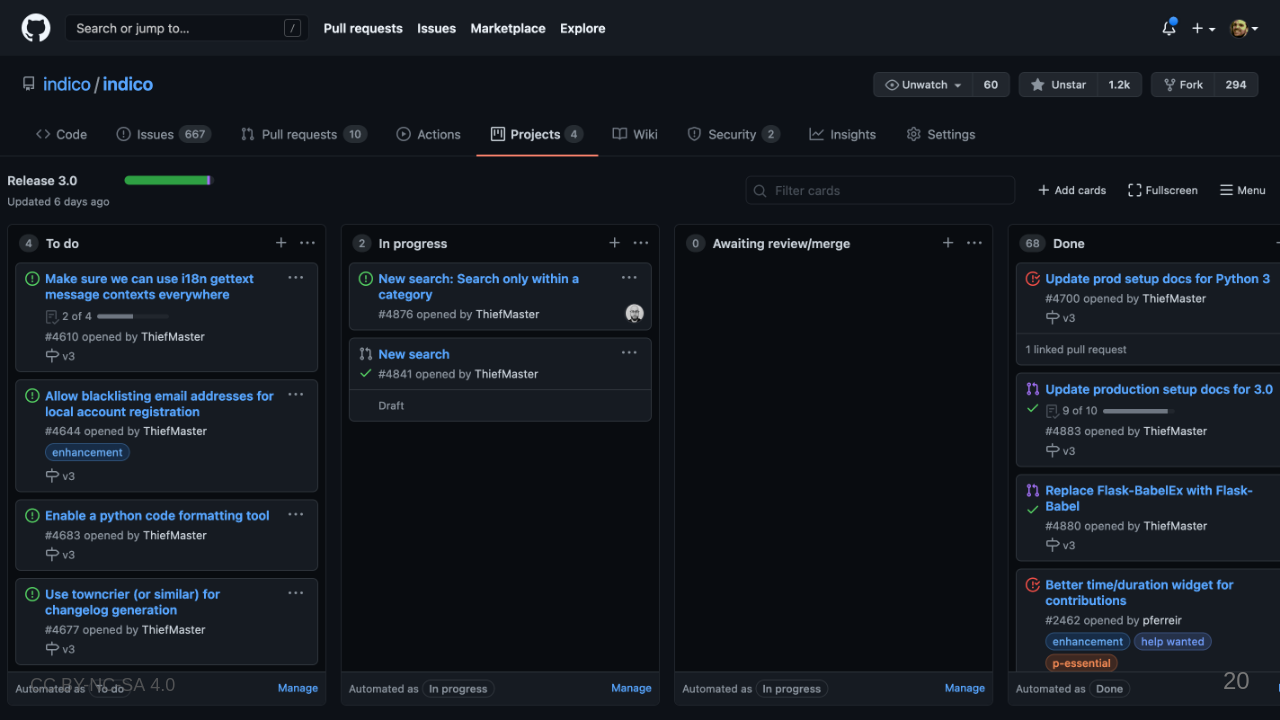 Search or jump to...
/
Pull requests
Issues
Marketplace
Explore
indico / indico
Unwatch 60
Unstar 1.2k
Fork 294
Code
Issues 667
Pull requests 10
Actions
Projects 4
Wiki
Security 2
Insights
Settings
Release 3.0
Updated 6 days ago
Filter cards
Add cards
Fullscreen
Menu
4 To do
Make sure we can use i18n gettext
message contexts everywhere
2 of 4
#4610 opened by ThiefMaster
v3
Allow blacklisting email addresses for
local account registration
#4644 opened by ThiefMaster
enhancement
v3
Enable a python code formatting tool
#4683 opened by ThiefMaster
v3
Use towncrier (or similar) for
changelog generation
#4677 opened by ThiefMaster
v3
Automated as To do
Manage
2 In progress
New search: Search only within a
category
#4876 opened by ThiefMaster
New search
#4841 opened by ThiefMaster
Draft
Automated as In progress
Manage
0 Awaiting review/merge
Automated as In progress
Manage
68 Done
Update prod setup docs for Python 3
#4700 opened by ThiefMaster
v3
1 linked pull request
Update production setup docs for 3.0
9 of 10
#4883 opened by ThiefMaster
v3
Replace Flask-BabelEx with Flask-
Babel
#4880 opened by ThiefMaster
v3
Better time/duration widget for
contributions
#2462 opened by pferreir
enhancement
help wanted
p-essential
Automated as Done
CC BY-NC-SA 4.0
20